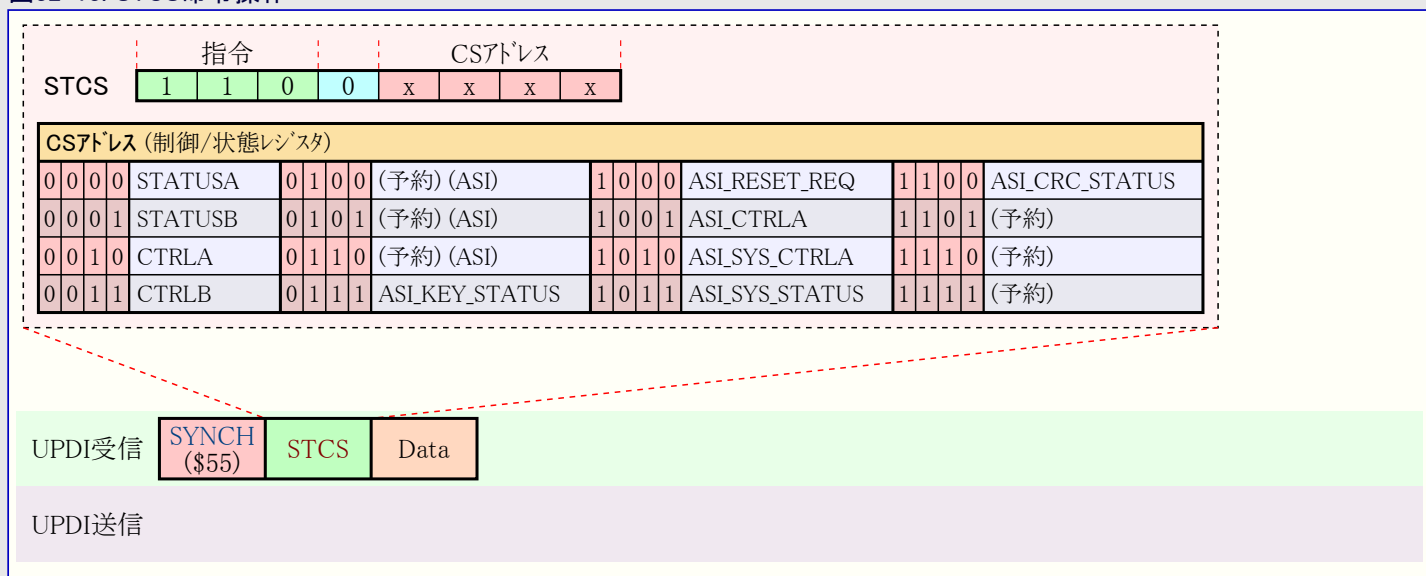 指令 CSアドレス
STCS 1 1 0 0 x x x x
CSアドレス (制御/状態レジスタ)
0 0 0 0 STATUSA 0 1 0 0 (予約) (ASI) 1 0 0 0 ASI_RESET_REQ 1 1 0 0 ASI_CRC_STATUS
0 0 0 1 STATUSB 0 1 0 1 (予約) (ASI) 1 0 0 1 ASI_CTRLA 1 1 0 1 (予約)
0 0 1 0 CTRLA 0 1 1 0 (予約) (ASI) 1 0 1 0 ASI_SYS_CTRLA 1 1 1 0 (予約)
0 0 1 1 CTRLB 0 1 1 1 ASI_KEY_STATUS 1 0 1 1 ASI_SYS_STATUS 1 1 1 1 (予約)
UPDI受信 SYNCH ($55) STCS Data
UPDI送信